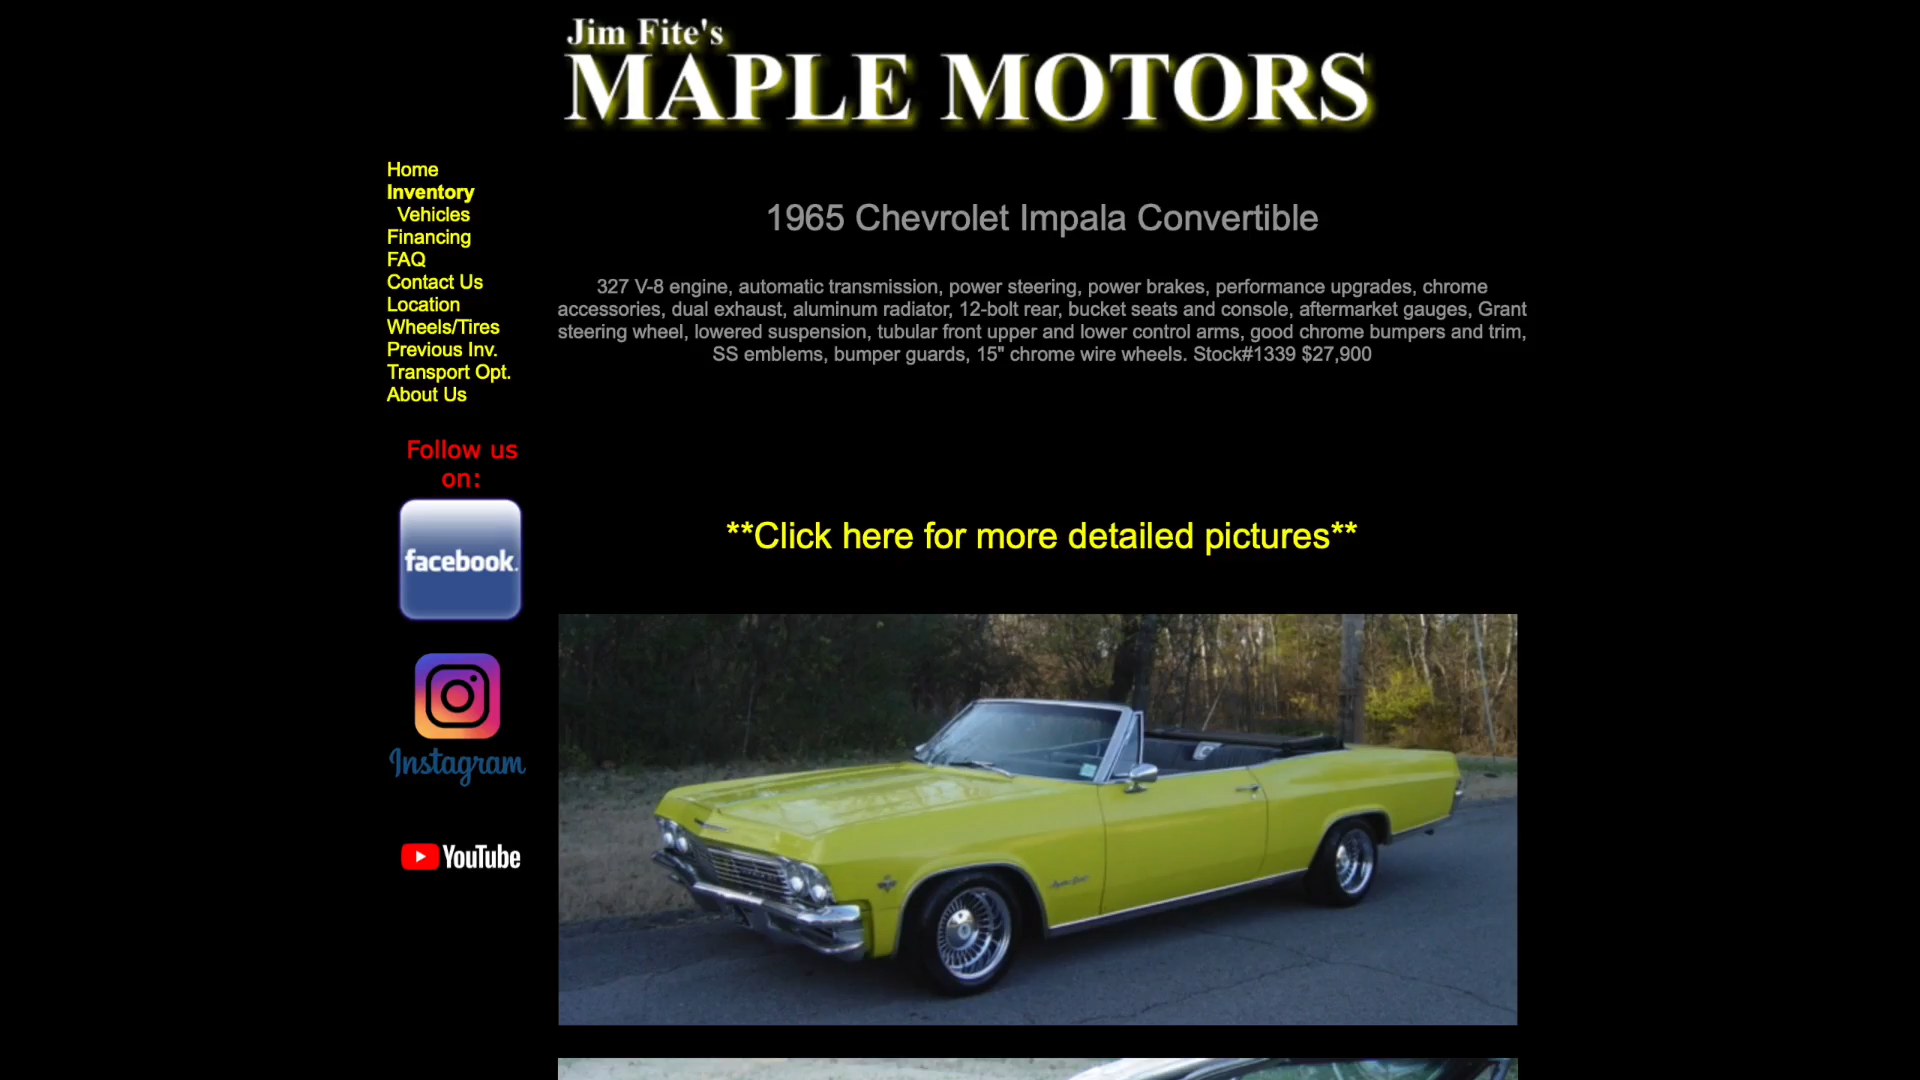 Jim Fite's
MAPLE MOTORS
Home
Inventory
Vehicles
Financing
FAQ
Contact Us
Location
Wheels/Tires
Previous Inv.
Transport Opt.
About Us
Follow us
on:
facebook.
Instagram
YouTube
1965 Chevrolet Impala Convertible
327 V-8 engine, automatic transmission, power steering, power brakes, performance upgrades, chrome
accessories, dual exhaust, aluminum radiator, 12-bolt rear, bucket seats and console, aftermarket gauges, Grant
steering wheel, lowered suspension, tubular front upper and lower control arms, good chrome bumpers and trim,
SS emblems, bumper guards, 15" chrome wire wheels. Stock#1339 $27,900
**Click here for more detailed pictures**